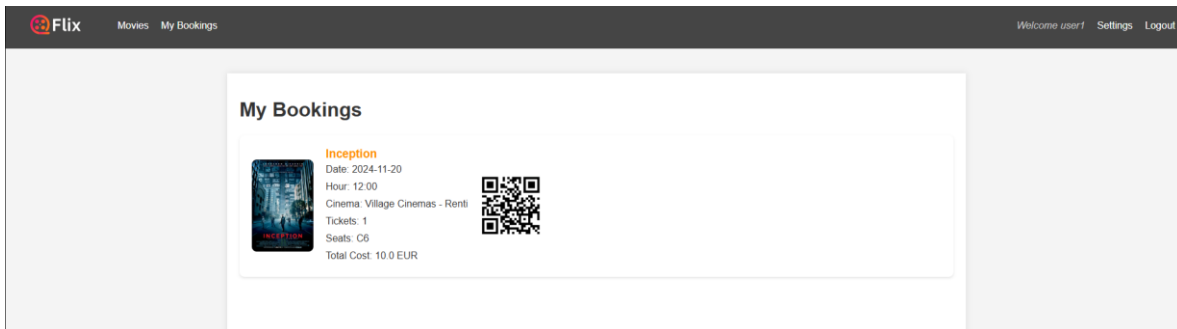 Flix Movies My Bookings Welcome user1 Settings Logout
My Bookings
Inception
Date: 2024-11-20
Hour: 12:00
Cinema: Village Cinemas - Renti
Tickets: 1
Seats: C6
Total Cost: 10.0 EUR
INCEPTION